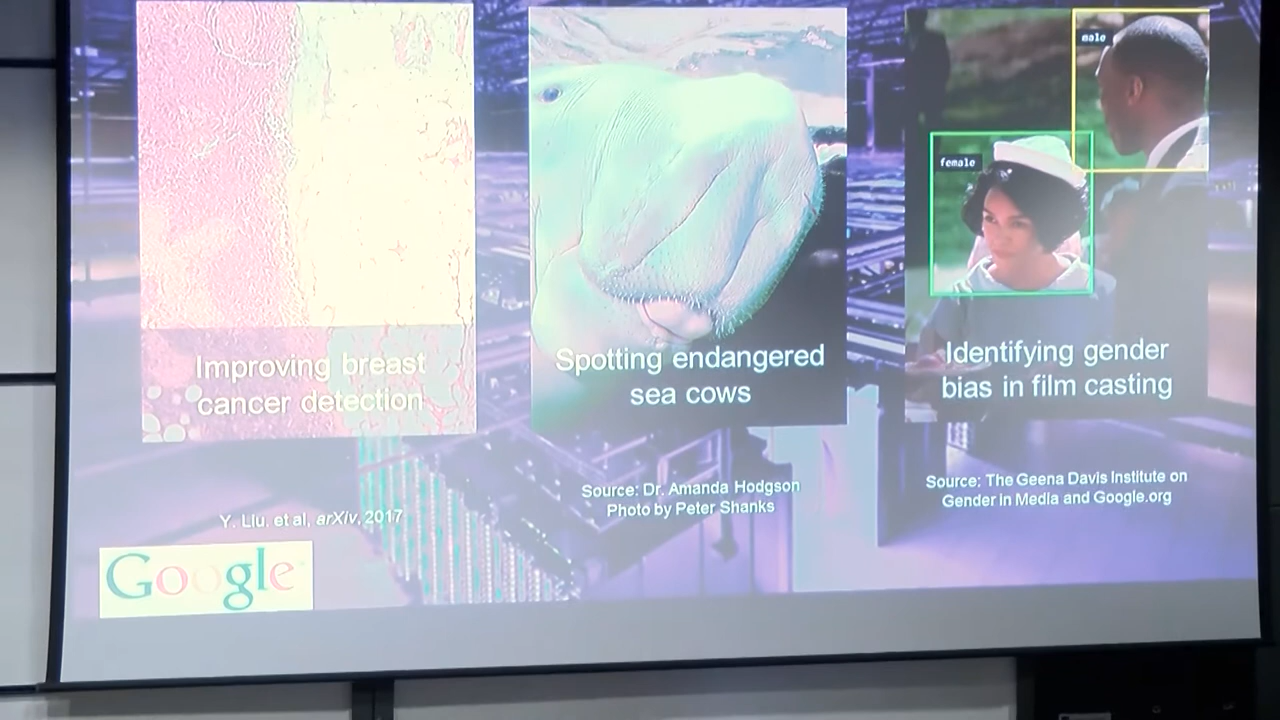 Improving breast
cancer detection
Y. Liu. et al, arXiv, 2017
Spotting endangered
sea cows
Source: Dr. Amanda Hodgson
Photo by Peter Shanks
male
female
Identifying gender
bias in film casting
Source: The Geena Davis Institute on
Gender in Media and Google.org
Google